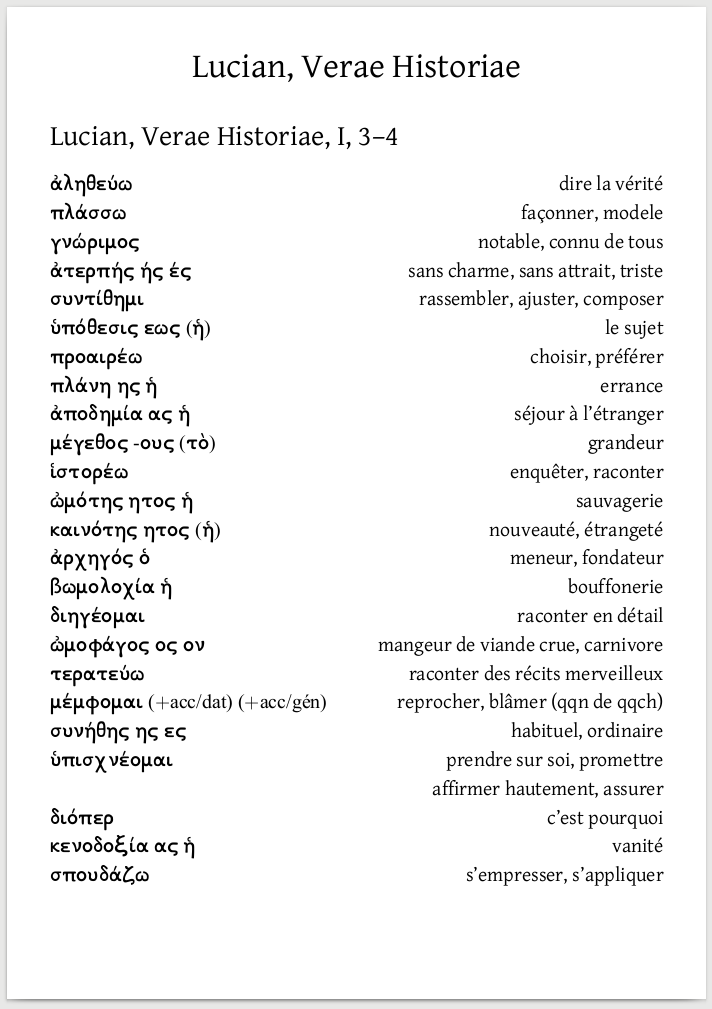 Lucian, Verae Historiae
Lucian, Verae Historiae, I, 3–4
ἀληθεύω dire la vérité
πλάσσω façonner, modele
γνώριμος notable, connu de tous
ἀτερπής ής ές sans charme, sans attrait, triste
συντίθημι rassembler, ajuster, composer
ὑπόθεσις εως (ἡ) le sujet
προαιρέω choisir, préférer
πλάνη ης ἡ errance
ἀποδημία ας ἡ séjour à l’étranger
μέγεθος -ους (τὸ) grandeur
ἱστορέω enquêter, raconter
ὠμότης ητος ἡ sauvagerie
καινότης ητος (ἡ) nouveauté, étrangeté
ἀρχηγός ὁ meneur, fondateur
βωμολοχία ἡ bouffonerie
διηγέομαι raconter en détail
ὠμοφάγος ος ον mangeur de viande crue, carnivore
τερατεύω raconter des récits merveilleux
μέμφομαι (+acc/dat) (+acc/gén) reprocher, blâmer (qqn de qqch)
συνήθης ης ες habituel, ordinaire
ὑπισχνέομαι prendre sur soi, promettre
affirmer hautement, assurer
διόπερ c’est pourquoi
κενοδοξία ας ἡ vanité
σπουδάζω s’empresser, s’appliquer